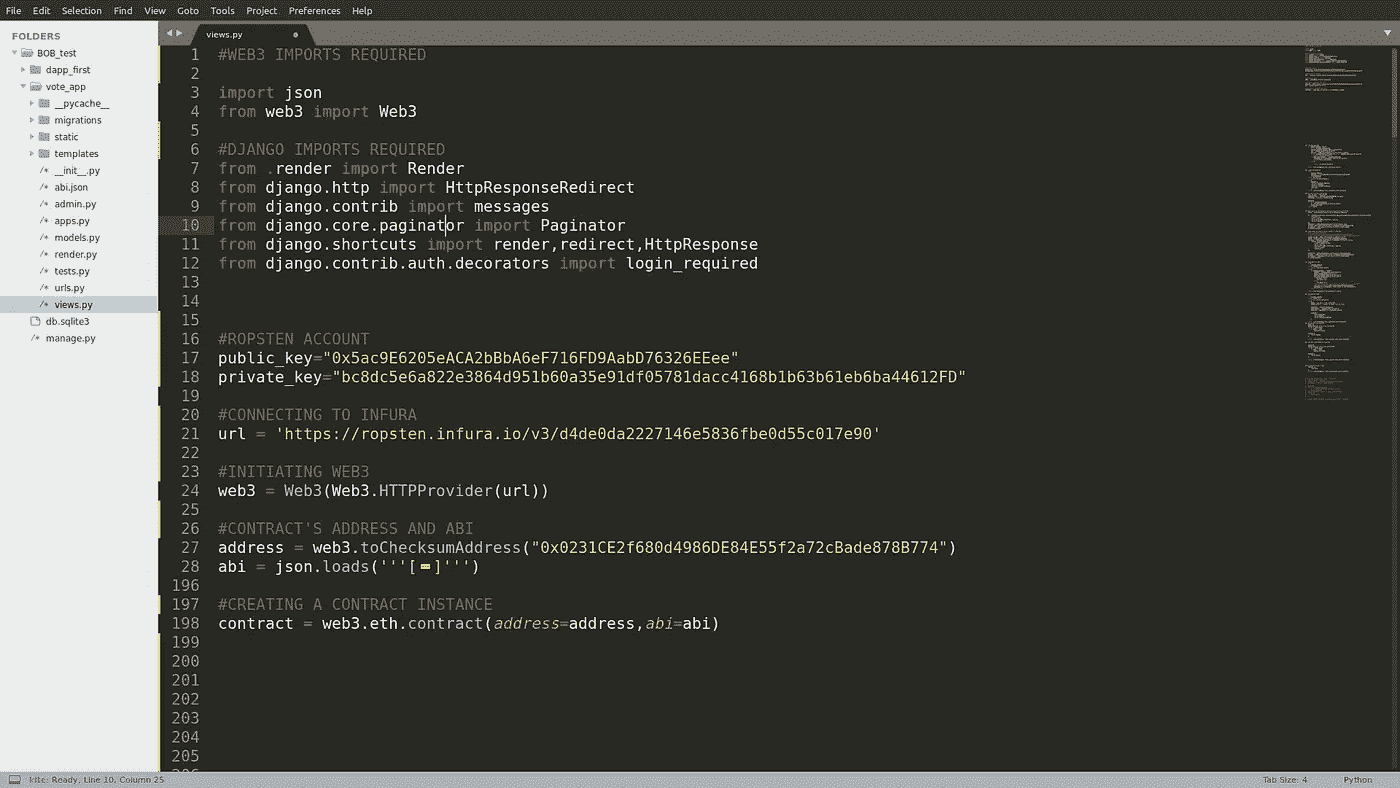 File Edit Selection Find View Goto Tools Project Preferences Help
FOLDERS
BOB_test
dapp_first
vote_app
__pycache__
migrations
static
templates
/* __init__.py
/* abi.json
/* admin.py
/* apps.py
/* models.py
/* render.py
/* tests.py
/* urls.py
/* views.py
db.sqlite3
/* manage.py
views.py
1 #WEB3 IMPORTS REQUIRED
2
3 import json
4 from web3 import Web3
5
6 #DJANGO IMPORTS REQUIRED
7 from .render import Render
8 from django.http import HttpResponseRedirect
9 from django.contrib import messages
10 from django.core.paginator import Paginator
11 from django.shortcuts import render,redirect,HttpResponse
12 from django.contrib.auth.decorators import login_required
13
14
15
16 #ROPSTEN ACCOUNT
17 public_key="0x5ac9E6205eACA2bBbA6eF716FD9AabD76326EEee"
18 private_key="bc8dc5e6a822e3864d951b60a35e91df05781dacc4168b1b63b61eb6ba44612FD"
19
20 #CONNECTING TO INFURA
21 url = 'https://ropsten.infura.io/v3/d4de0da2227146e5836fbe0d55c017e90'
22
23 #INITIATING WEB3
24 web3 = Web3(Web3.HTTPProvider(url))
25
26 #CONTRACT'S ADDRESS AND ABI
27 address = web3.toChecksumAddress("0x0231CE2f680d4986DE84E55f2a72cBade878B774")
28 abi = json.loads('''[…]''')
196
197 #CREATING A CONTRACT INSTANCE
198 contract = web3.eth.contract(address=address,abi=abi)
199
200
201
202
203
204
205
kite: Ready, Line 10, Column 25
Tab Size: 4
Python